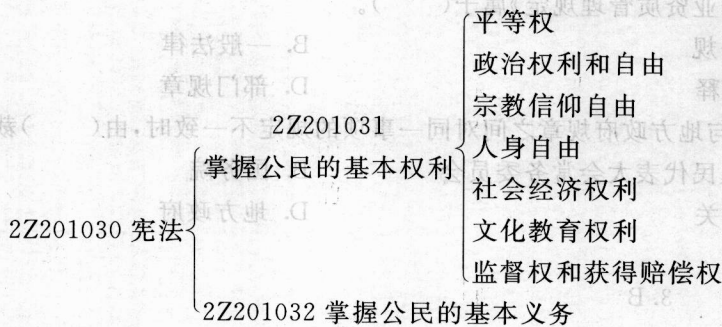 平等权
政治权利和自由
2Z201031
宗教信仰自由
掌握公民的基本权利
人身自由
社会经济权利
2Z201030 宪法
文化教育权利
监督权和获得赔偿权
2Z201032 掌握公民的基本义务